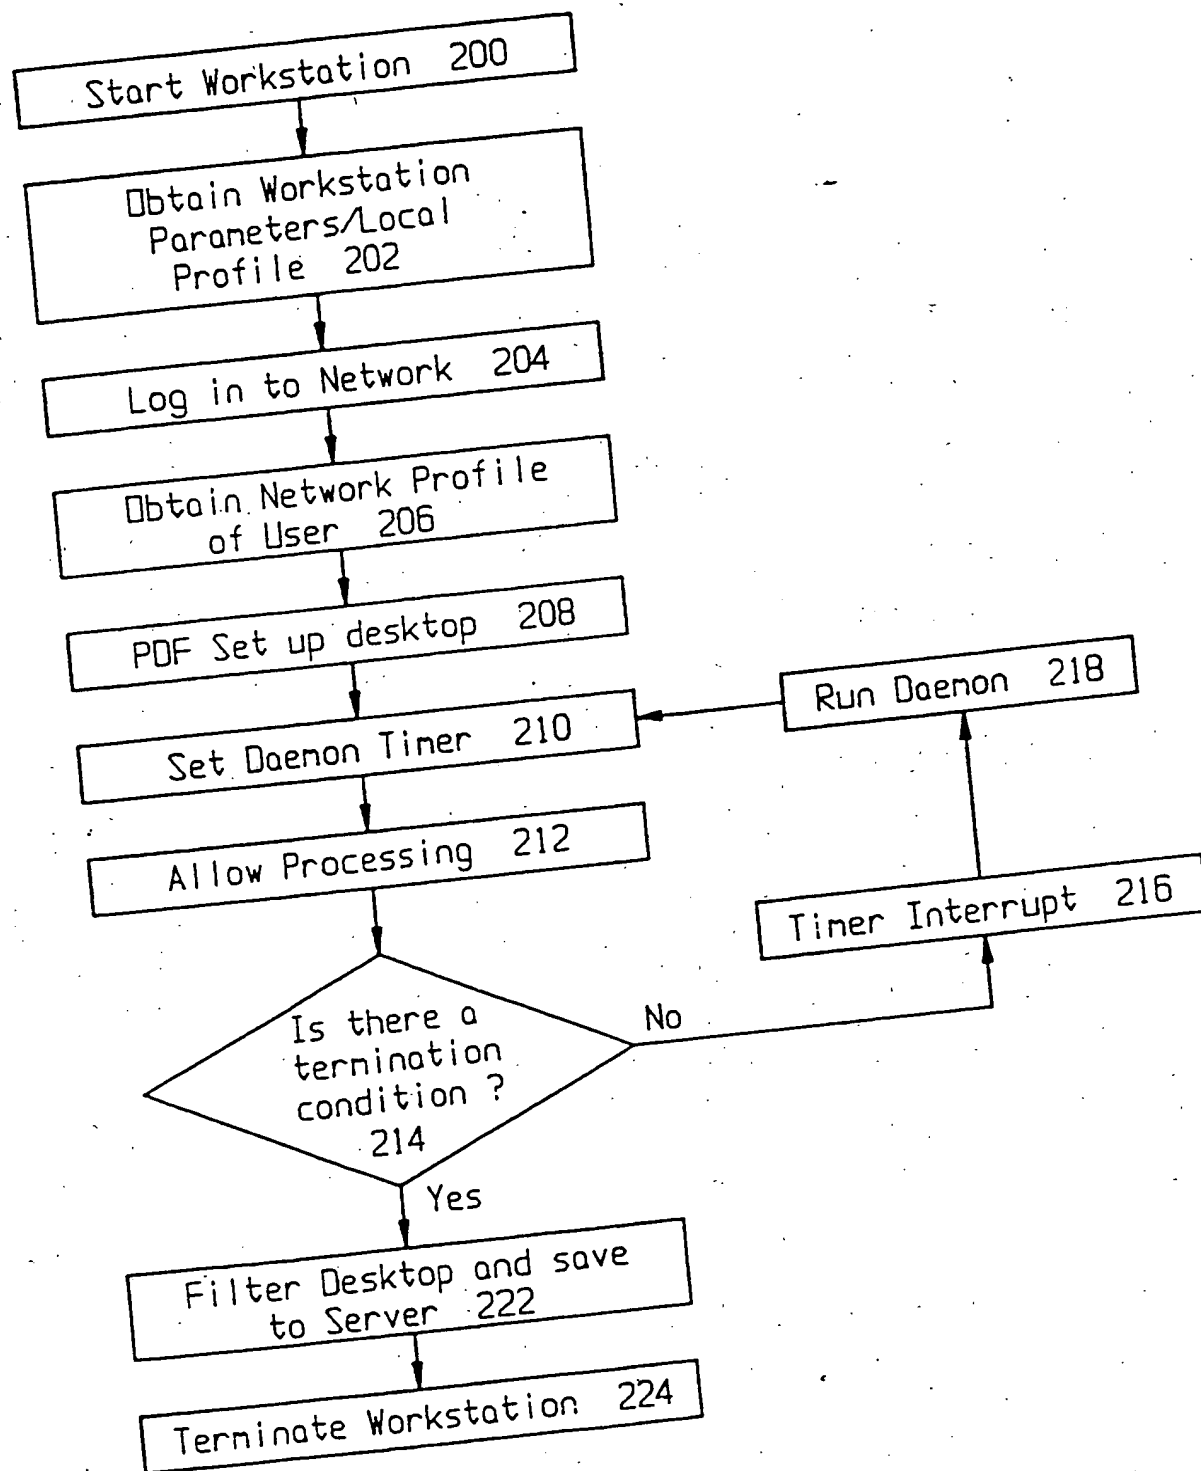 Start Workstation 200
Obtain Workstation
Parameters/Local
Profile 202
Log in to Network 204
Obtain Network Profile
of User 206
PDF Set up desktop 208
Set Daemon Timer 210
Run Daemon 218
Allow Processing 212
Timer Interrupt 216
Is there a
termination
condition ?
214
No
Yes
Filter Desktop and save
to Server 222
Terminate Workstation 224